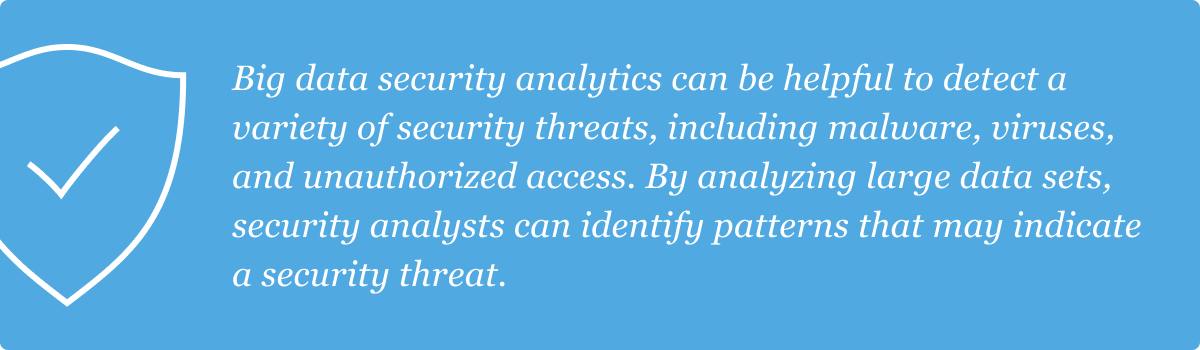 Big data security analytics can be helpful to detect a
variety of security threats, including malware, viruses,
and unauthorized access. By analyzing large data sets,
security analysts can identify patterns that may indicate
a security threat.